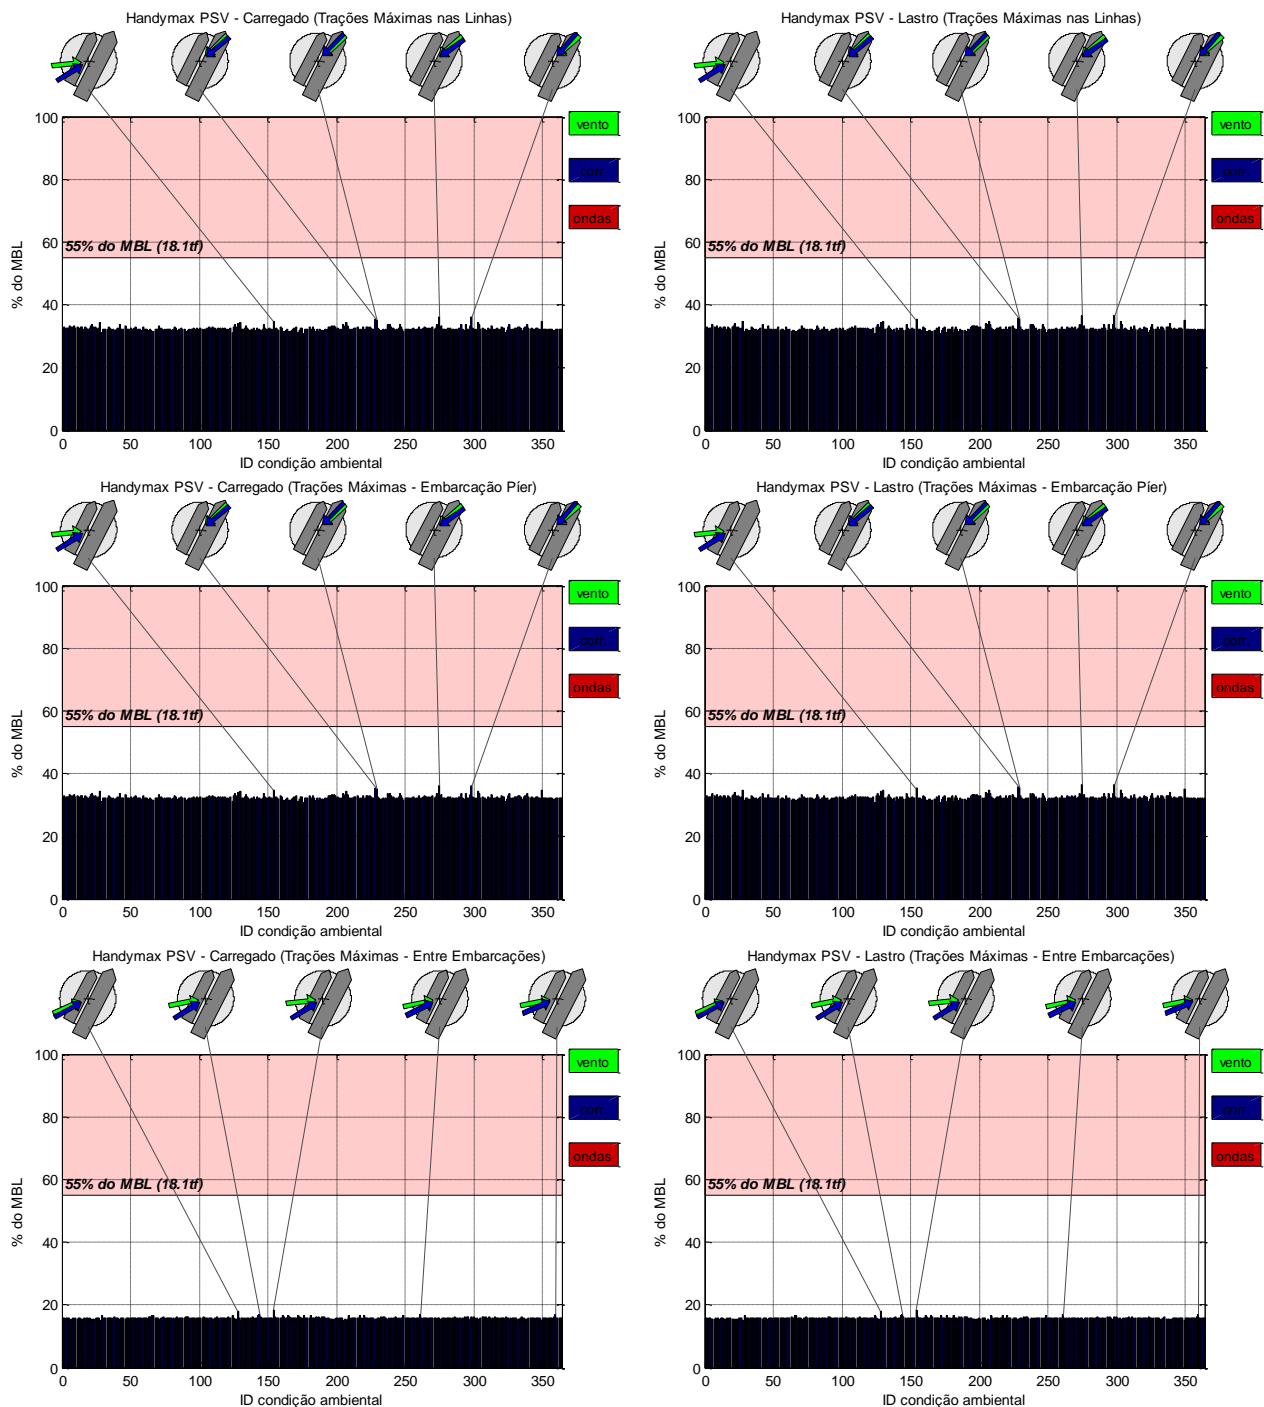 Handymax PSV - Carregado (Trações Máximas nas Linhas)
100
80
60
40
20
0
% do MBL
55% do MBL (18.1tf)
0 50 100 150 200 250 300 350
ID condição ambiental
vento
corr.
ondas
Handymax PSV - Lastro (Trações Máximas nas Linhas)
100
80
60
40
20
0
% do MBL
55% do MBL (18.1tf)
0 50 100 150 200 250 300 350
ID condição ambiental
vento
corr.
ondas
Handymax PSV - Carregado (Trações Máximas - Embarcação Píer)
100
80
60
40
20
0
% do MBL
55% do MBL (18.1tf)
0 50 100 150 200 250 300 350
ID condição ambiental
vento
corr.
ondas
Handymax PSV - Lastro (Trações Máximas - Embarcação Píer)
100
80
60
40
20
0
% do MBL
55% do MBL (18.1tf)
0 50 100 150 200 250 300 350
ID condição ambiental
vento
corr.
ondas
Handymax PSV - Carregado (Trações Máximas - Entre Embarcações)
100
80
60
40
20
0
% do MBL
55% do MBL (18.1tf)
0 50 100 150 200 250 300 350
ID condição ambiental
vento
corr.
ondas
Handymax PSV - Lastro (Trações Máximas - Entre Embarcações)
100
80
60
40
20
0
% do MBL
55% do MBL (18.1tf)
0 50 100 150 200 250 300 350
ID condição ambiental
vento
corr.
ondas